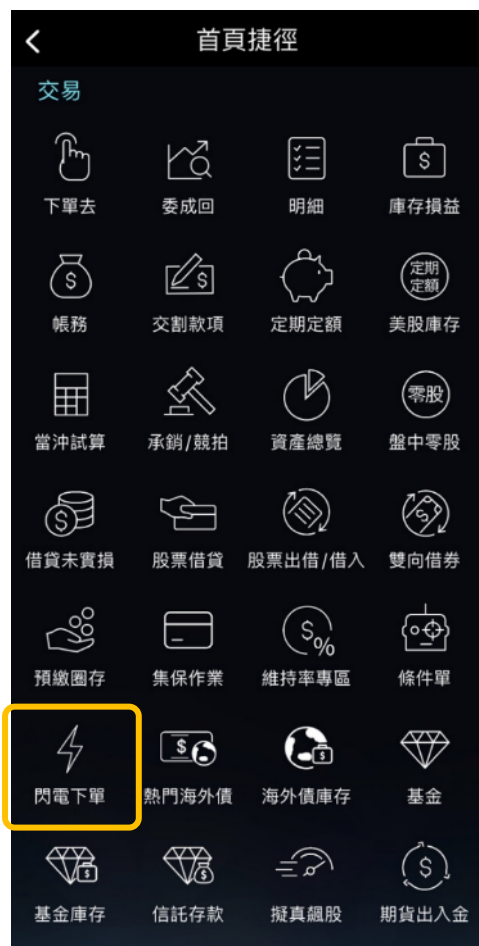 首頁捷徑
交易
$
下單去 委成回 明細 庫存損益
$ $ 定期
定額
帳務 交割款項 定期定額 美股庫存
零股
當沖試算 承銷/競拍 資產總覽 盤中零股
$ $
借貸未實損 股票借貸 股票出借/借入 雙向借券
$%
預繳圈存 集保作業 維持率專區 條件單
$ $
閃電下單 熱門海外債 海外債庫存 基金
$ $ $
基金庫存 信託存款 擬真飆股 期貨出入金